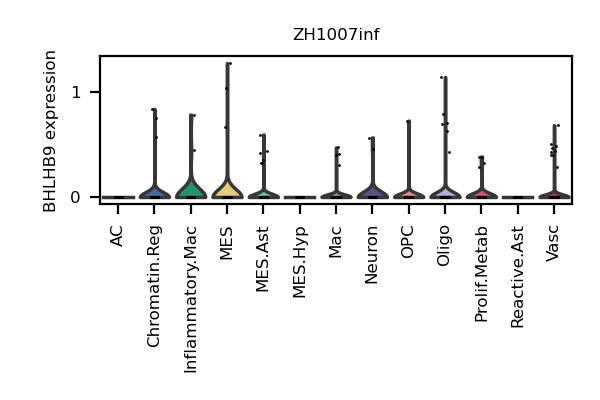 ZH1007inf
BHLHB9 expression
1
0
AC
Chromatin.Reg
Inflammatory.Mac
MES
MES.Ast
MES.Hyp
Mac
Neuron
OPC
Oligo
Prolif.Metab
Reactive.Ast
Vasc